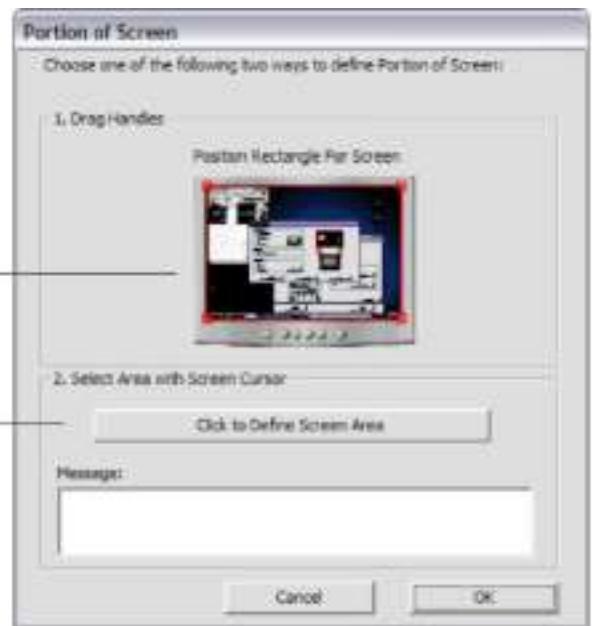 Portion of Screen
Choose one of the following two ways to define Portion of Screen:
1. Drag Handles
Position Rectangle For Screen
2. Select Area with Screen Cursor
Click to Define Screen Area
Message:
Cancel
OK